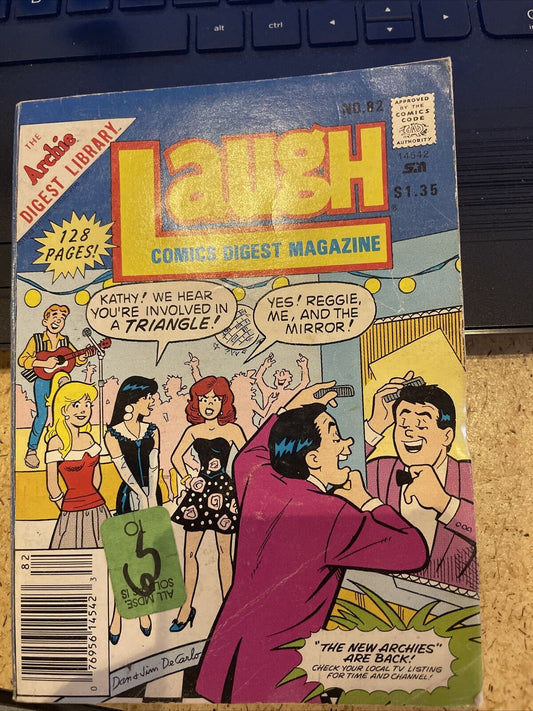 alt
ctrl
NO. 82
APPROVED
BY THE
COMICS
CODE
AUTHORITY
THE
Archie
DIGEST LIBRARY
Laugh
14542
$1.35
COMICS DIGEST MAGAZINE
128
PAGES!
KATHY! WE HEAR
YOU'RE INVOLVED IN
A TRIANGLE!
YES! REGGIE,
ME, AND THE
MIRROR!
82
ALL MDSE
SOLD AS IS
Dan & Jim DeCarlo
0 76956 14542 3
"THE NEW ARCHIES"
ARE BACK!
CHECK YOUR LOCAL TV LISTING
FOR TIME AND CHANNEL!